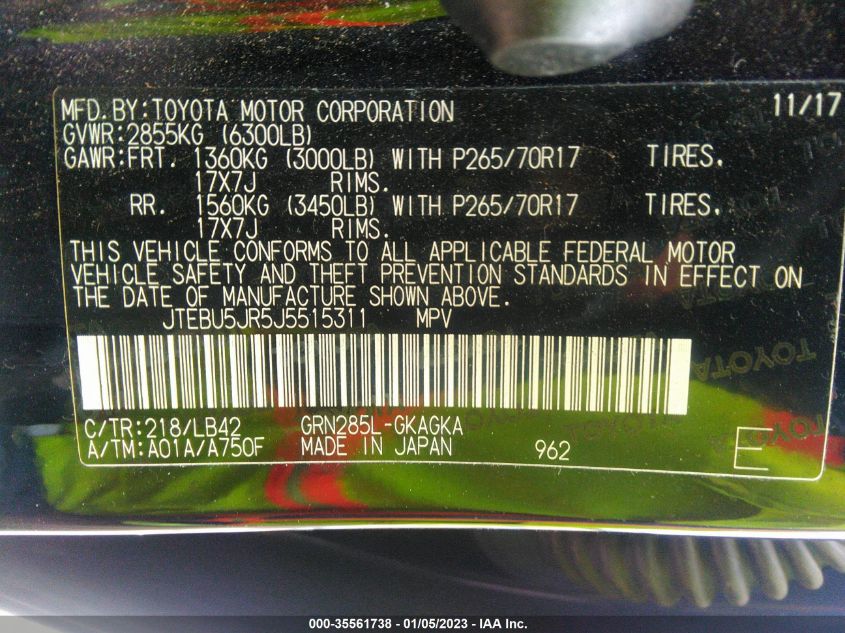 MFD.BY:TOYOTA MOTOR CORPORATION 11/17
GVWR:2855KG (6300LB)
GAWR:FRT. 1360KG (3000LB) WITH P265/70R17 TIRES,
17X7J RIMS.
RR. 1560KG (3450LB) WITH P265/70R17 TIRES,
17X7J RIMS.
THIS VEHICLE CONFORMS TO ALL APPLICABLE FEDERAL MOTOR
VEHICLE SAFETY AND THEFT PREVENTION STANDARDS IN EFFECT ON
THE DATE OF MANUFACTURE SHOWN ABOVE.
JTEBU5JR5J5515311 MPV
C/TR:218/LB42 GRN285L-GKAGKA
A/TM:A01A/A750F MADE IN JAPAN 962 E
TOYOTA
000-35561738 - 01/05/2023 - IAA Inc.